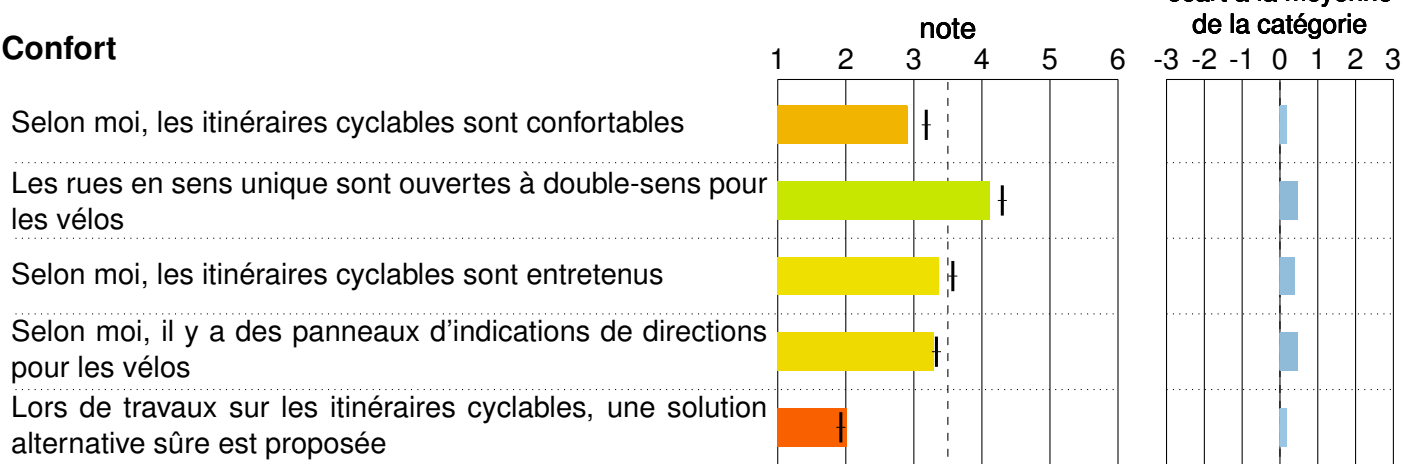 écart à la moyenne
note
de la catégorie
Confort
1 2 3 4 5 6 -3 -2 -1 0 1 2 3
Selon moi, les itinéraires cyclables sont confortables
Les rues en sens unique sont ouvertes à double-sens pour
les vélos
Selon moi, les itinéraires cyclables sont entretenus
Selon moi, il y a des panneaux d'indications de directions
pour les vélos
Lors de travaux sur les itinéraires cyclables, une solution
alternative sûre est proposée